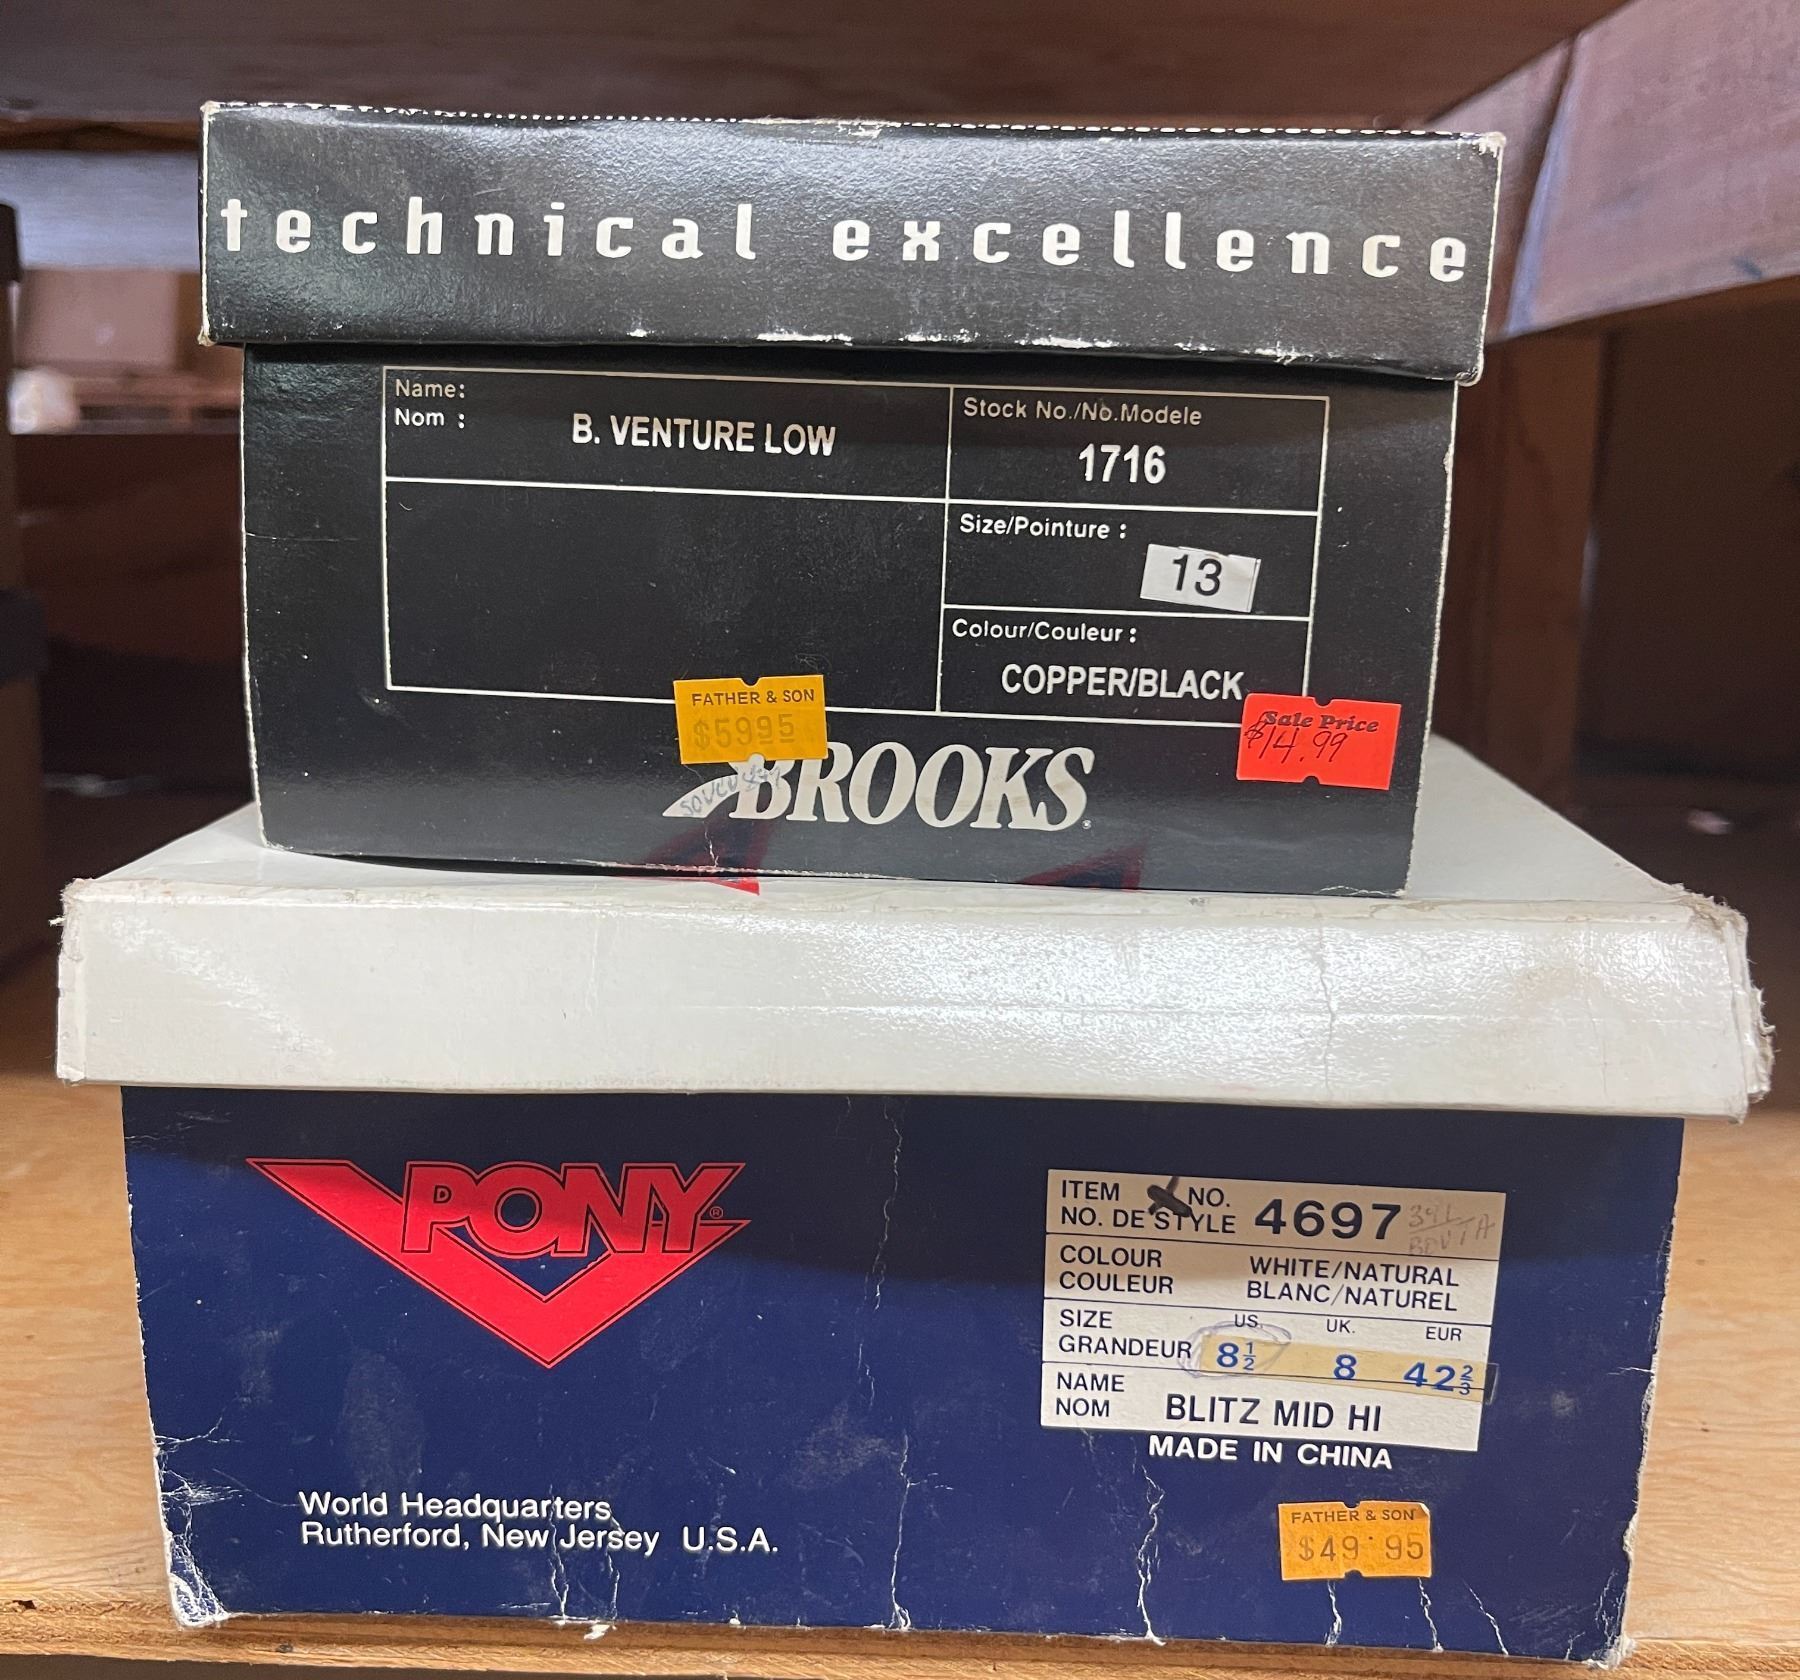 technical excellence
Name:
Nom :
B. VENTURE LOW
Stock No./No.Modele
1716
Size/Pointure :
13
Colour/Couleur :
COPPER/BLACK
FATHER & SON
$5995
Sale Price
$14.99
BROOKS
PONY®
ITEM NO.
NO. DE STYLE 4697
COLOUR WHITE/NATURAL
COULEUR BLANC/NATUREL
SIZE US. UK. EUR
GRANDEUR 8½ 8 42⅔
NAME
NOM BLITZ MID HI
MADE IN CHINA
World Headquarters
Rutherford, New Jersey U.S.A.
FATHER & SON
$49.95